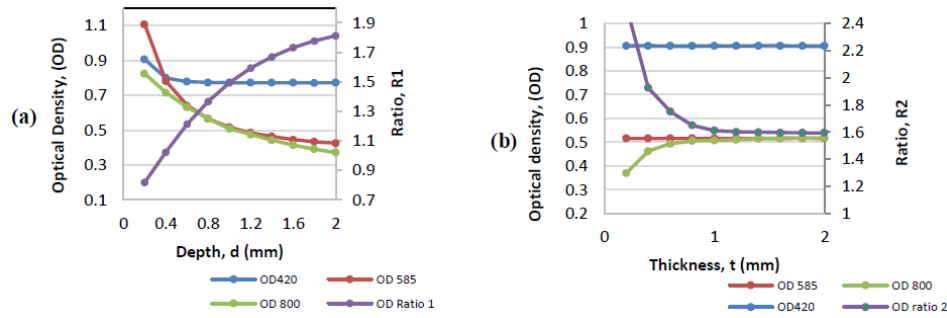 (a)
Optical Density, (OD)
1.1
0.9
0.7
0.5
0.3
0.1
1.9
1.7
1.5
1.3
1.1
0.9
0.7
Ratio, R1
0 0.4 0.8 1.2 1.6 2
Depth, d (mm)
OD420 OD 585
OD 800 OD Ratio 1
(b)
Optical density, (OD)
1
0.9
0.8
0.7
0.6
0.5
0.4
0.3
0.2
2.4
2.2
2
1.8
1.6
1.4
1.2
1
Ratio, R2
0 1 2
Thickness, t (mm)
OD 585 OD 800
OD420 OD ratio 2